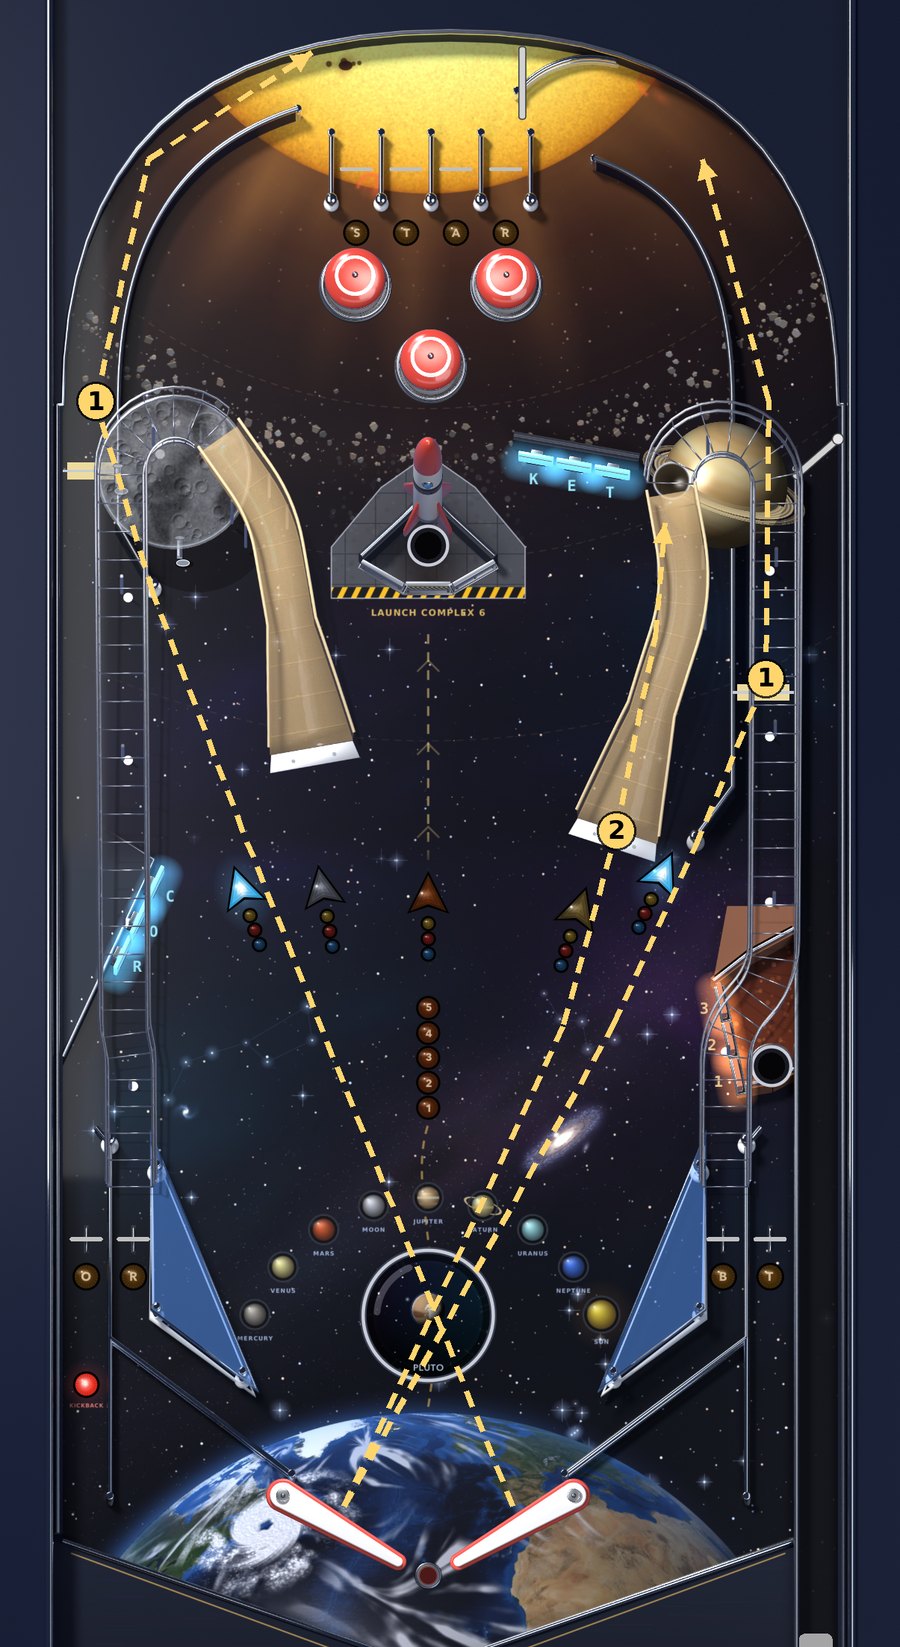 S T A R
1
K E T
LAUNCH COMPLEX 6
1
2
C
O
R
3
2
1
5
4
3
2
1
MOON
JUPITER
SATURN
MARS
URANUS
VENUS
NEPTUNE
MERCURY
SUN
PLUTO
O R
B T
KICKBACK